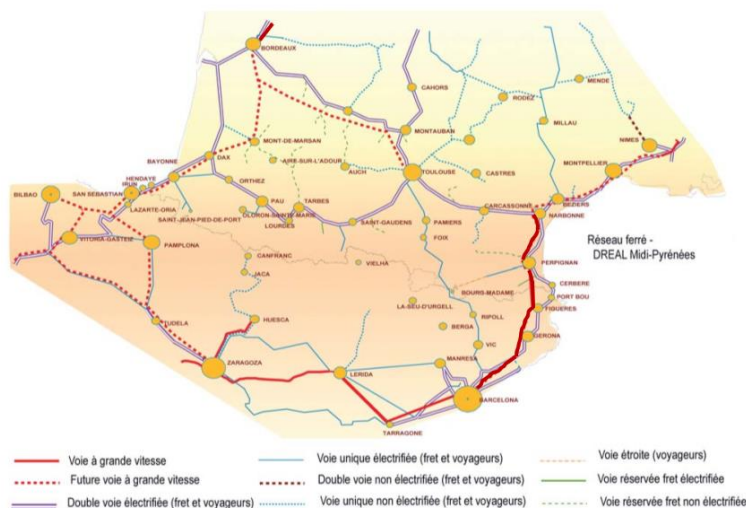 BORDEAUX
CAHORS
MENDE
RODEZ
MILLAU
NIMES
MONTAUBAN
MONT-DE-MARSAN
MONTPELLIER
DAX
AIRE-SUR-L'ADOUR
TOULOUSE
AUCH
CASTRES
BAYONNE
HENDAYE
ORTHEZ
BILBAO
SAN SEBASTIAN
IRUN
PAU
TARBES
BEZIERS
CARCASSONNE
NARBONNE
LAZARTE-ORIA
OLORON-SAINTE-MARIE
SAINT-JEAN-PIED-DE-PORT
LOURDES
SAINT-GAUDENS
PAMIERS
FOIX
VITORIA-GASTEIZ
PAMPLONA
Réseau ferré -
DREAL Midi-Pyrénées
CANFRANC
VIELHA
PERPIGNAN
JACA
CERBERE
BOURG-MADAME
PORT BOU
LA-SEU-D'URGELL
FIGUERES
HUESCA
RIPOLL
TUDELA
BERGA
GERONA
VIC
MANRESA
ZARAGOZA
LERIDA
BARCELONA
TARRAGONE
Voie à grande vitesse
Voie unique électrifiée (fret et voyageurs)
Voie étroite (voyageurs)
Future voie à grande vitesse
Double voie non électrifiée (fret et voyageurs)
Voie réservée fret électrifiée
Double voie électrifiée (fret et voyageurs)
Voie unique non électrifiée (fret et voyageurs)
Voie réservée fret non électrifiée